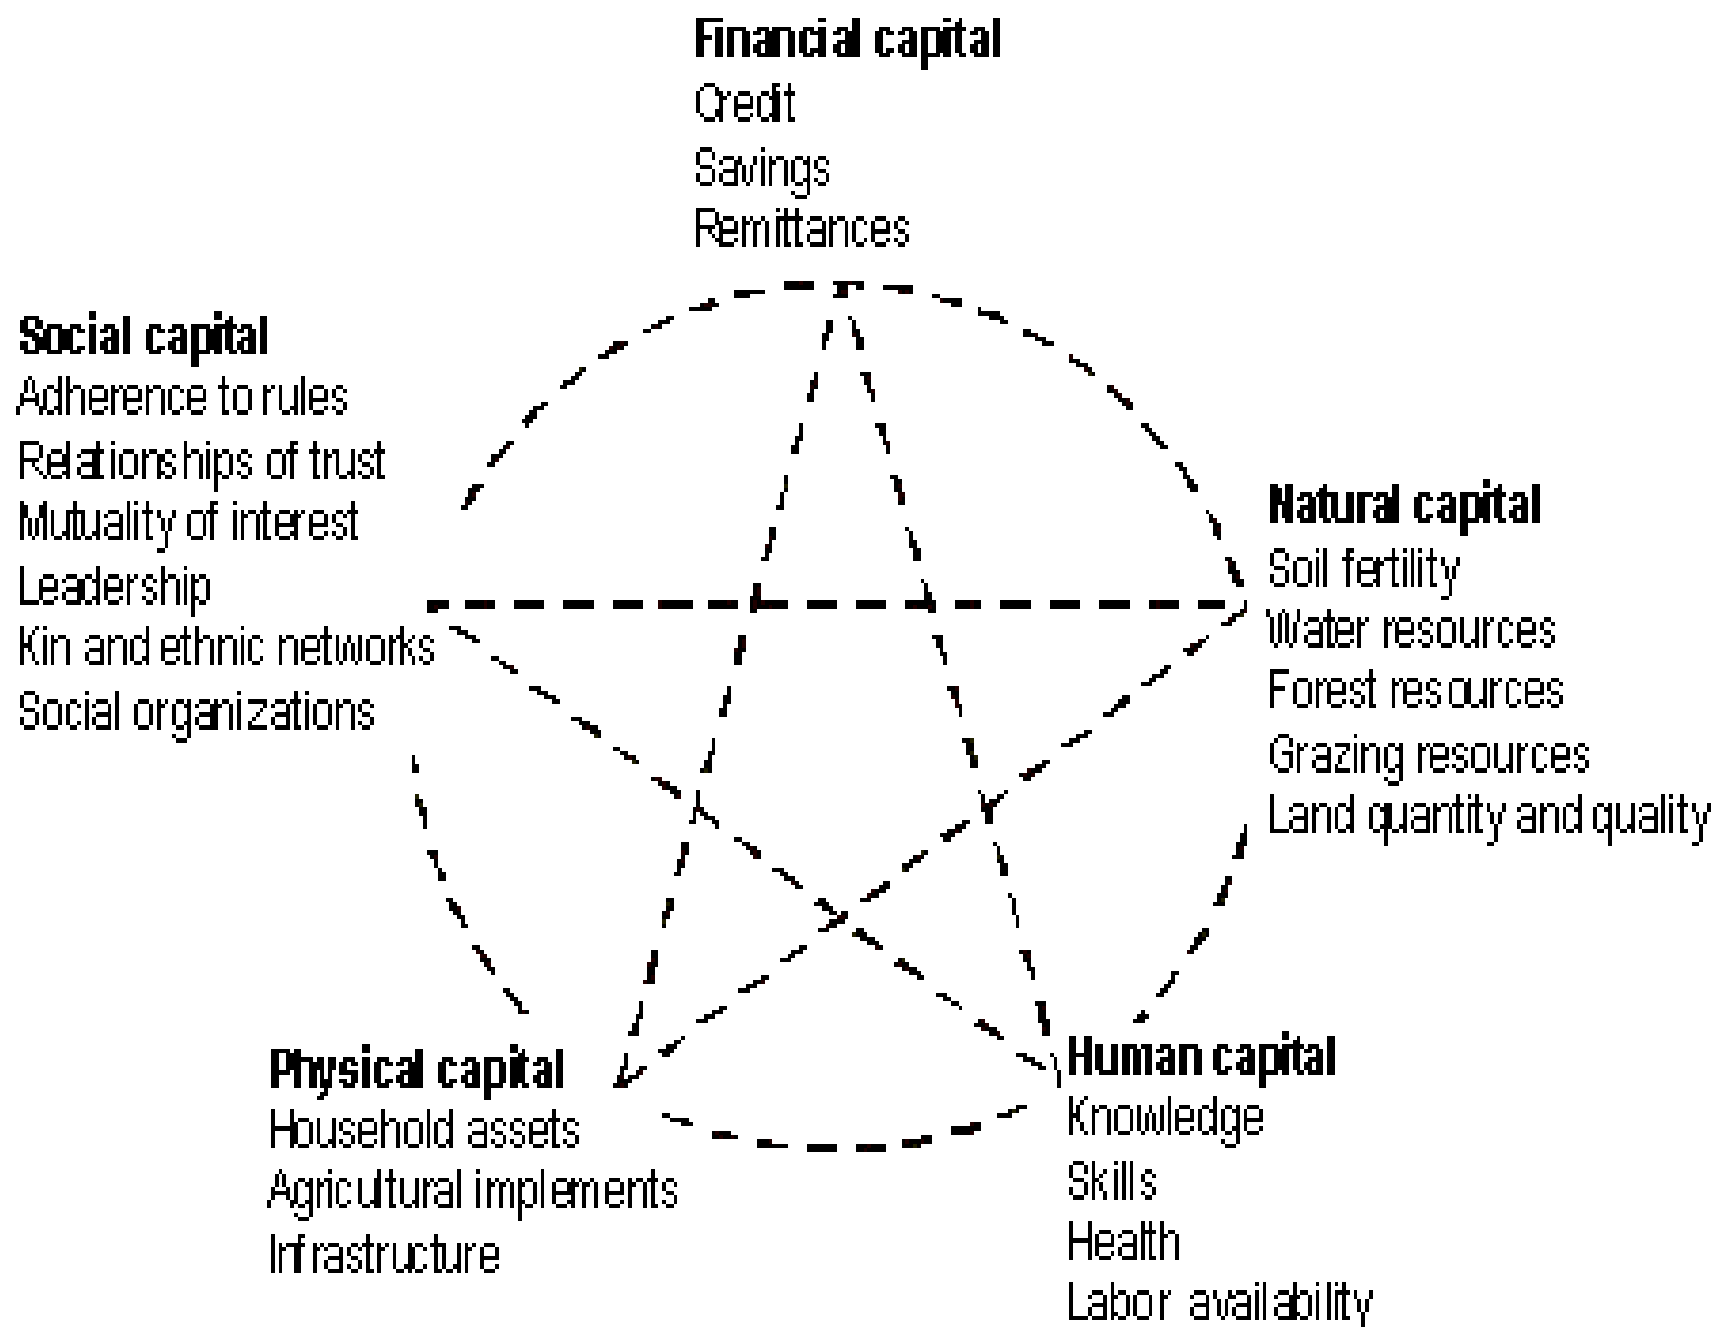 Financial capital
Credit
Savings
Remittances
Social capital
Adherence to rules
Relationships of trust
Mutuality of interest
Leadership
Kin and ethnic networks
Social organizations
Natural capital
Soil fertility
Water resources
Forest resources
Grazing resources
Land quantity and quality
Physical capital
Household assets
Agricultural implements
Infrastructure
Human capital
Knowledge
Skills
Health
Labor availability